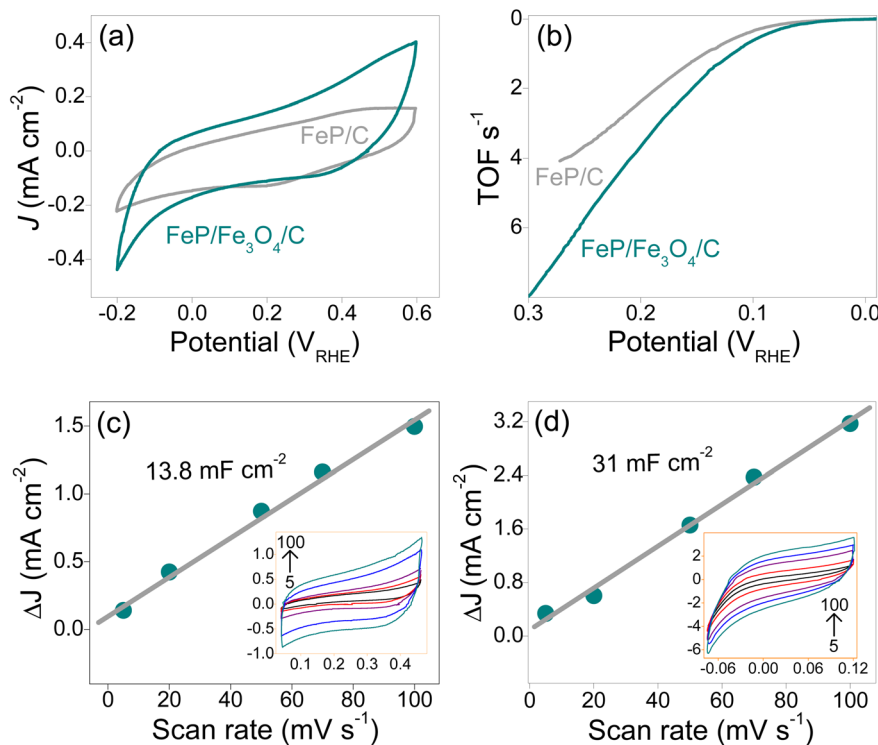 (a)
0.4
0.2
0.0
-0.2
-0.4
J (mA cm⁻²)
FeP/C
FeP/Fe₃O₄/C
-0.2 0.0 0.2 0.4 0.6
Potential (V_RHE)
(b)
0
2
4
6
TOF s⁻¹
FeP/C
FeP/Fe₃O₄/C
0.3 0.2 0.1 0.0
Potential (V_RHE)
(c)
1.5
1.0
0.5
0.0
ΔJ (mA cm⁻²)
13.8 mF cm⁻²
100
5
1.0
0.5
0.0
-0.5
-1.0
0.1 0.2 0.3 0.4
0 20 40 60 80 100
Scan rate (mV s⁻¹)
(d)
3.2
2.4
1.6
0.8
0.0
ΔJ (mA cm⁻²)
31 mF cm⁻²
2
0
-2
-4
-6
100
5
-0.06 0.00 0.06 0.12
0 20 40 60 80 100
Scan rate (mV s⁻¹)